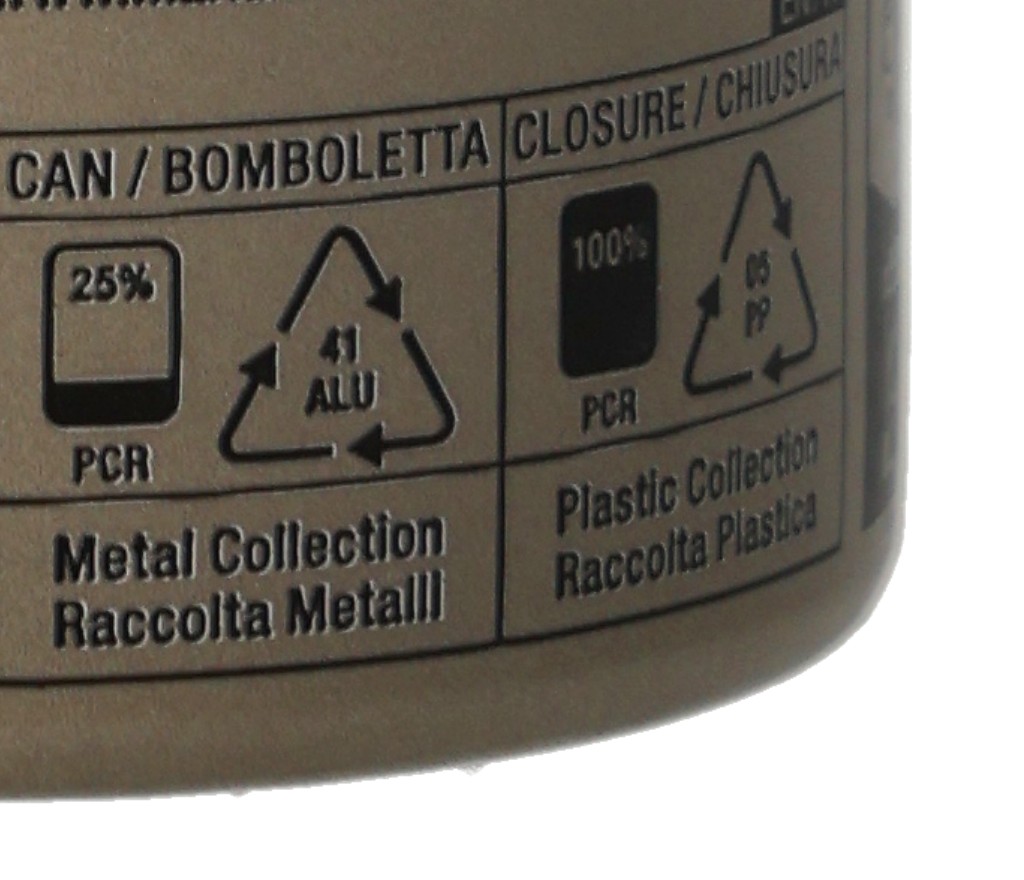 CAN / BOMBOLETTA
CLOSURE / CHIUSURA
25%
PCR
41
ALU
100%
PCR
05
PP
Metal Collection
Raccolta Metalli
Plastic Collection
Raccolta Plastica